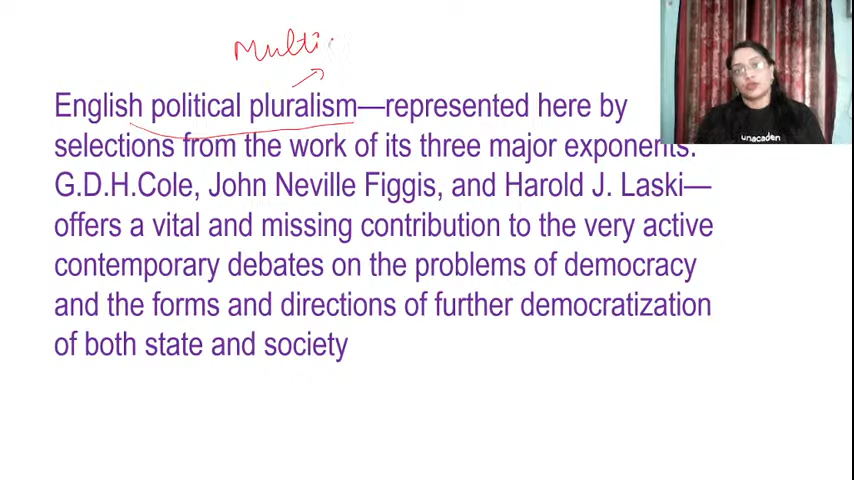 Multi
English political pluralism—represented here by
selections from the work of its three major exponents:
G.D.H.Cole, John Neville Figgis, and Harold J. Laski—
offers a vital and missing contribution to the very active
contemporary debates on the problems of democracy
and the forms and directions of further democratization
of both state and society
unacaden